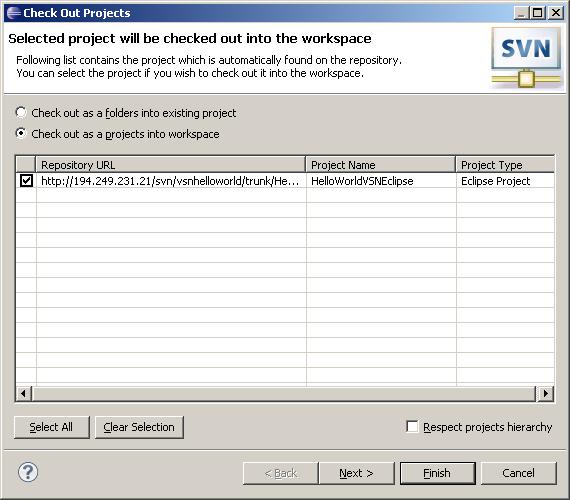 Check Out Projects
Selected project will be checked out into the workspace
Following list contains the project which is automatically found on the repository.
You can select the project if you wish to check out it into the workspace.
SVN
Check out as a folders into existing project
Check out as a projects into workspace
Repository URL Project Name Project Type
http://194.249.231.21/svn/vsnhelloworld/trunk/He... HelloWorldVSNEclipse Eclipse Project
Select All Clear Selection Respect projects hierarchy
? < Back Next > Finish Cancel